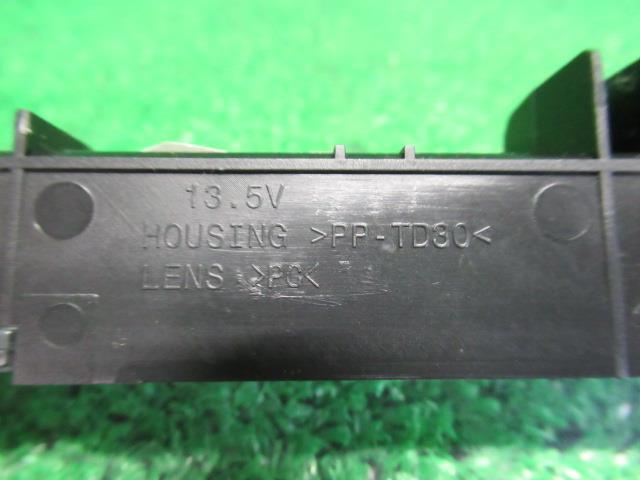 13.5V
HOUSING >PP-TD30<
LENS >PC<